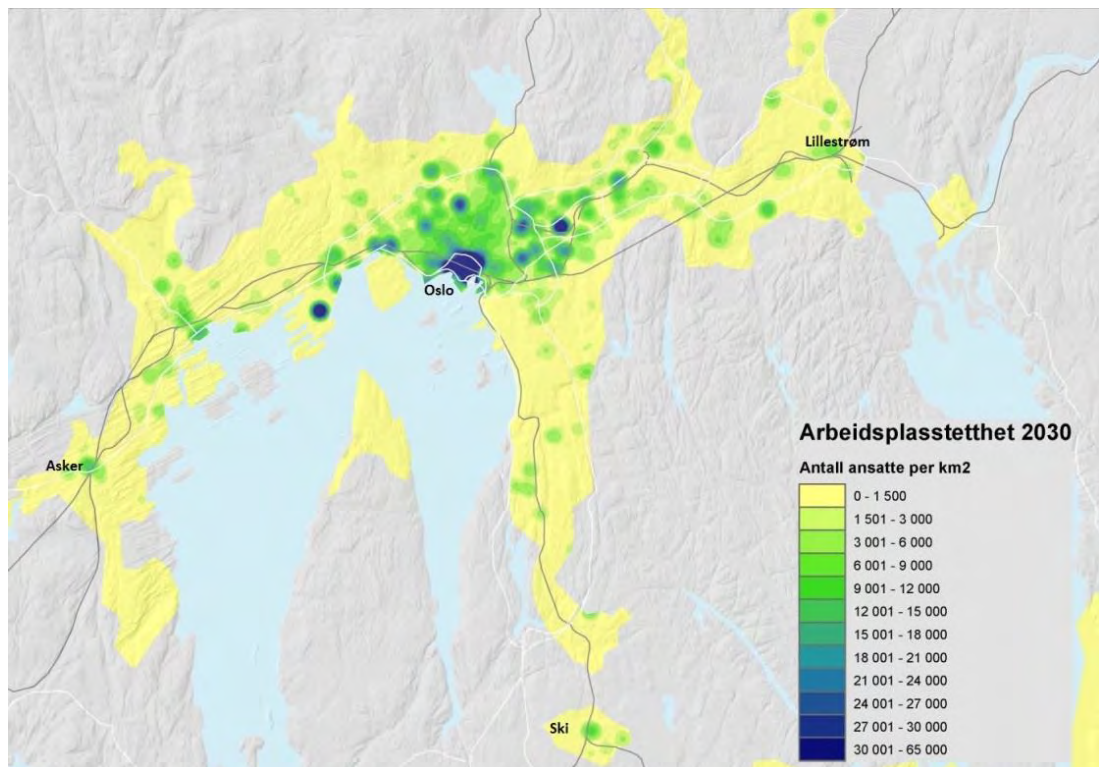 Lillestrøm
Oslo
Asker
Ski
Arbeidsplasstetthet 2030
Antall ansatte per km2
0 - 1 500
1 501 - 3 000
3 001 - 6 000
6 001 - 9 000
9 001 - 12 000
12 001 - 15 000
15 001 - 18 000
18 001 - 21 000
21 001 - 24 000
24 001 - 27 000
27 001 - 30 000
30 001 - 65 000